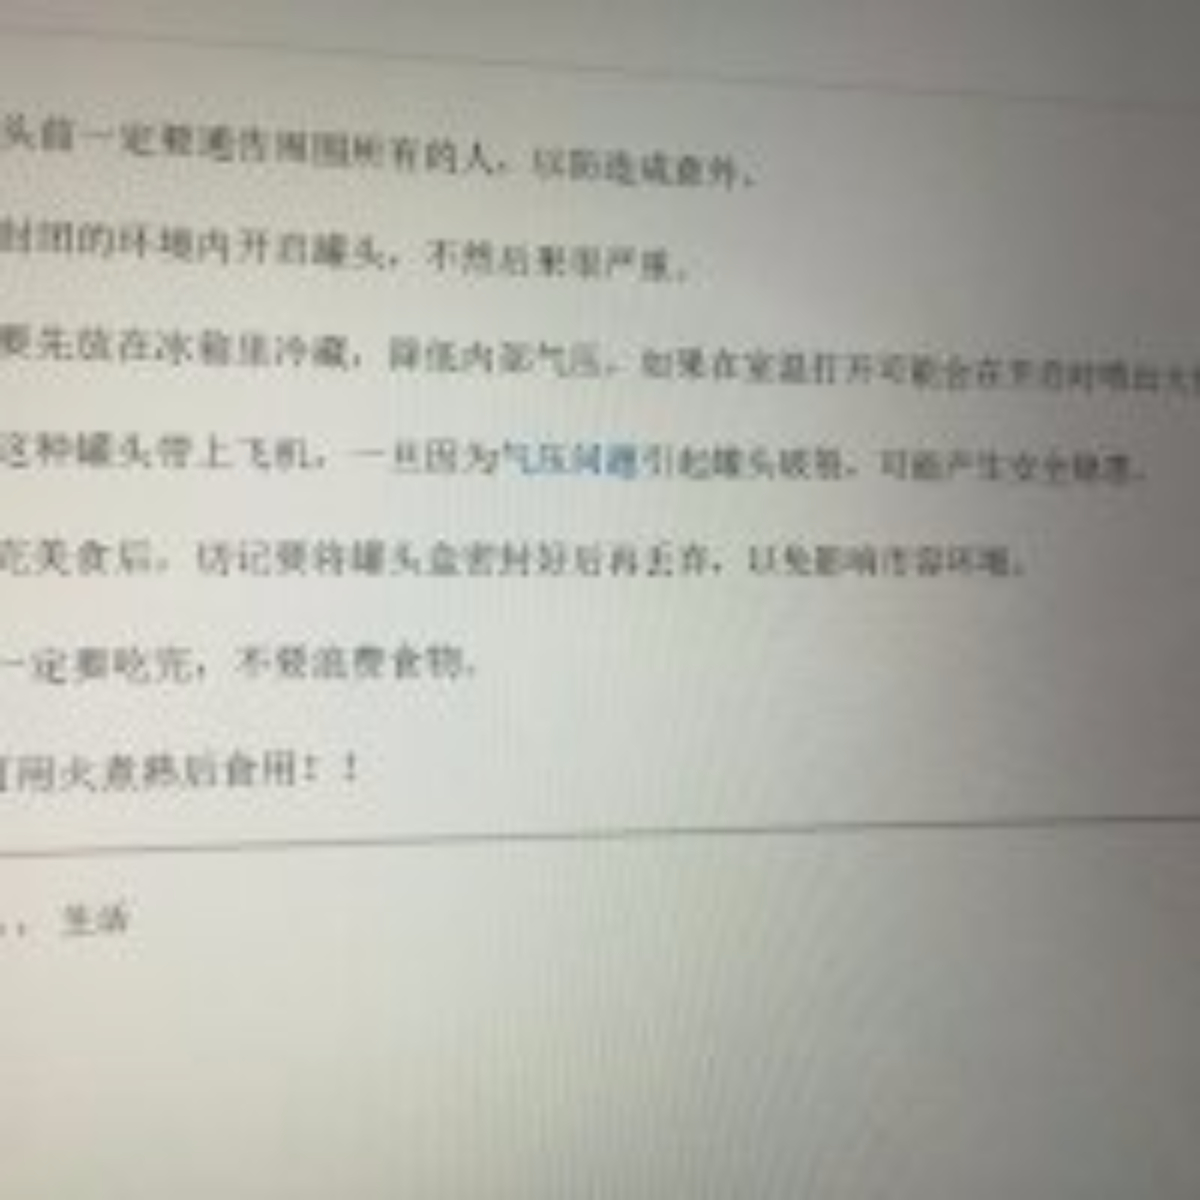 头前一定要通告周围所有的人，以防造成意外。
封闭的环境内开启罐头，不然后果很严重。
要先放在冰箱里冷藏，降低内部气压，如果在室温打开可能会在开启时喷出大
这种罐头带上飞机，一旦因为气压问题引起罐头破裂，可能产生安全隐患。
完美食后，切记要将罐头盒密封好后再丢弃，以免影响市容环境。
一定要吃完，不要浪费食物。
用火煮熟后食用！！
生活